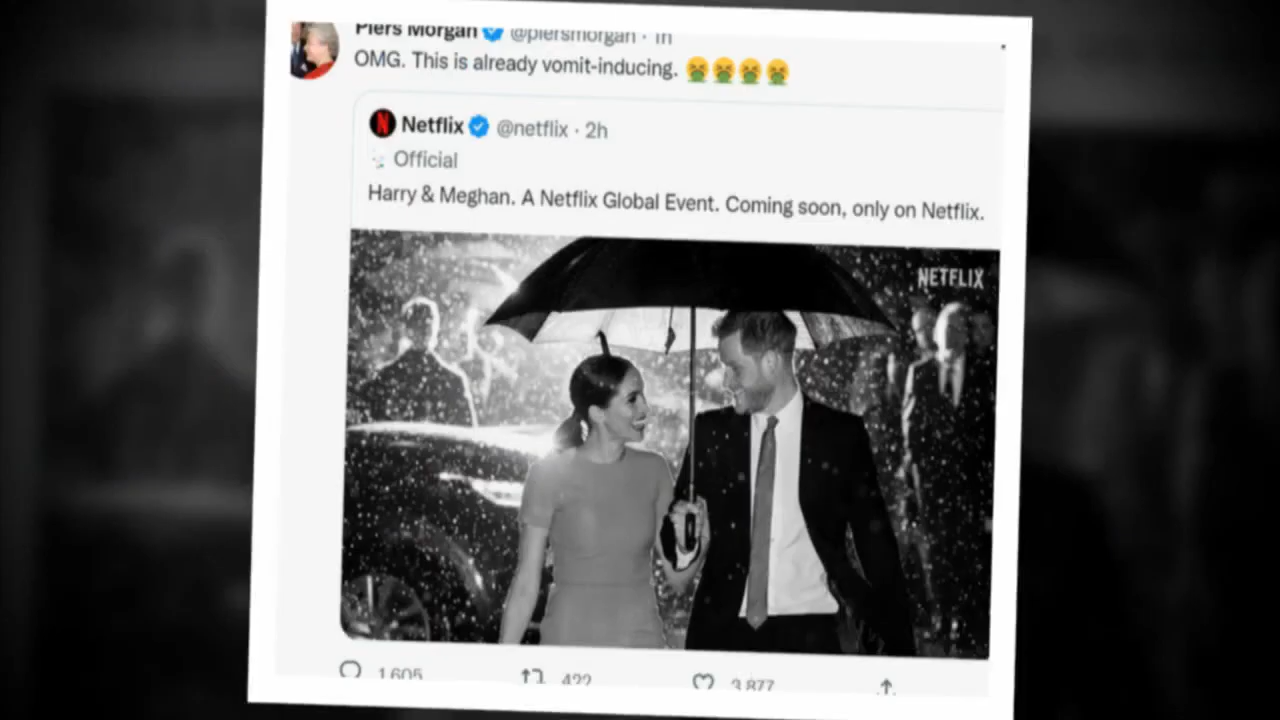 Piers Morgan @piersmorgan · 1h
OMG. This is already vomit-inducing. 🤮🤮🤮🤮
Netflix @netflix · 2h
Official
Harry & Meghan. A Netflix Global Event. Coming soon, only on Netflix.
NETFLIX
1,605 422 3,877